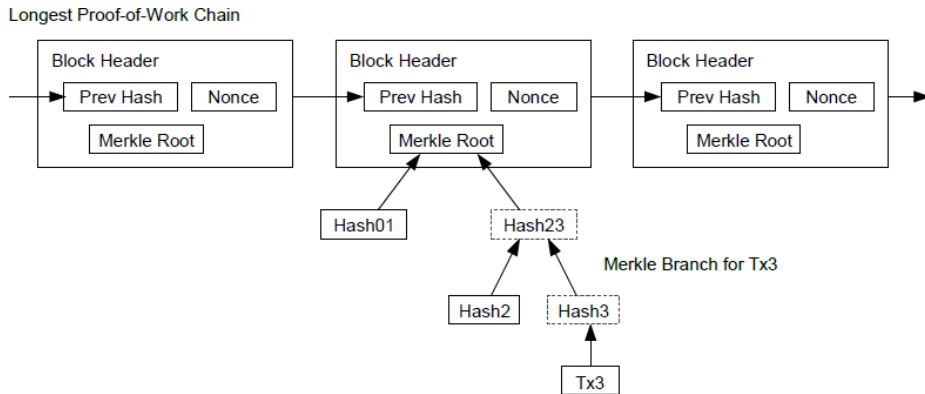 Longest Proof-of-Work Chain
Block Header
Prev Hash
Nonce
Merkle Root
Block Header
Prev Hash
Nonce
Merkle Root
Block Header
Prev Hash
Nonce
Merkle Root
Hash01
Hash23
Merkle Branch for Tx3
Hash2
Hash3
Tx3